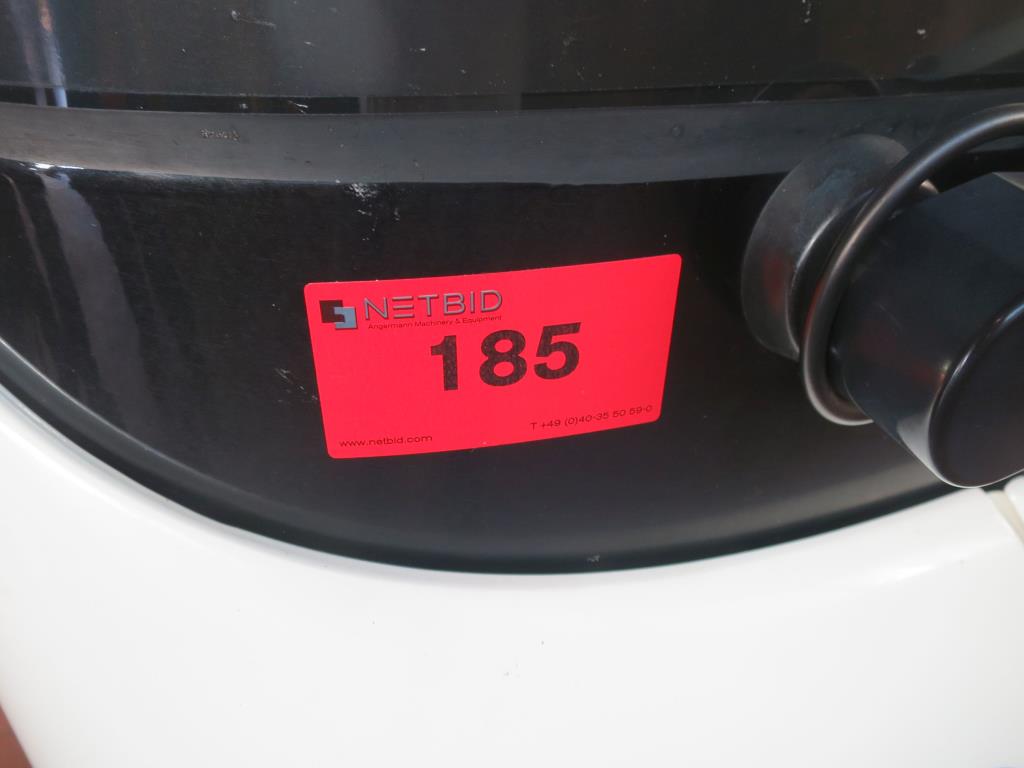 NETBID
Angermann Machinery & Equipment
185
T +49 (0)40-35 50 59-0
www.netbid.com